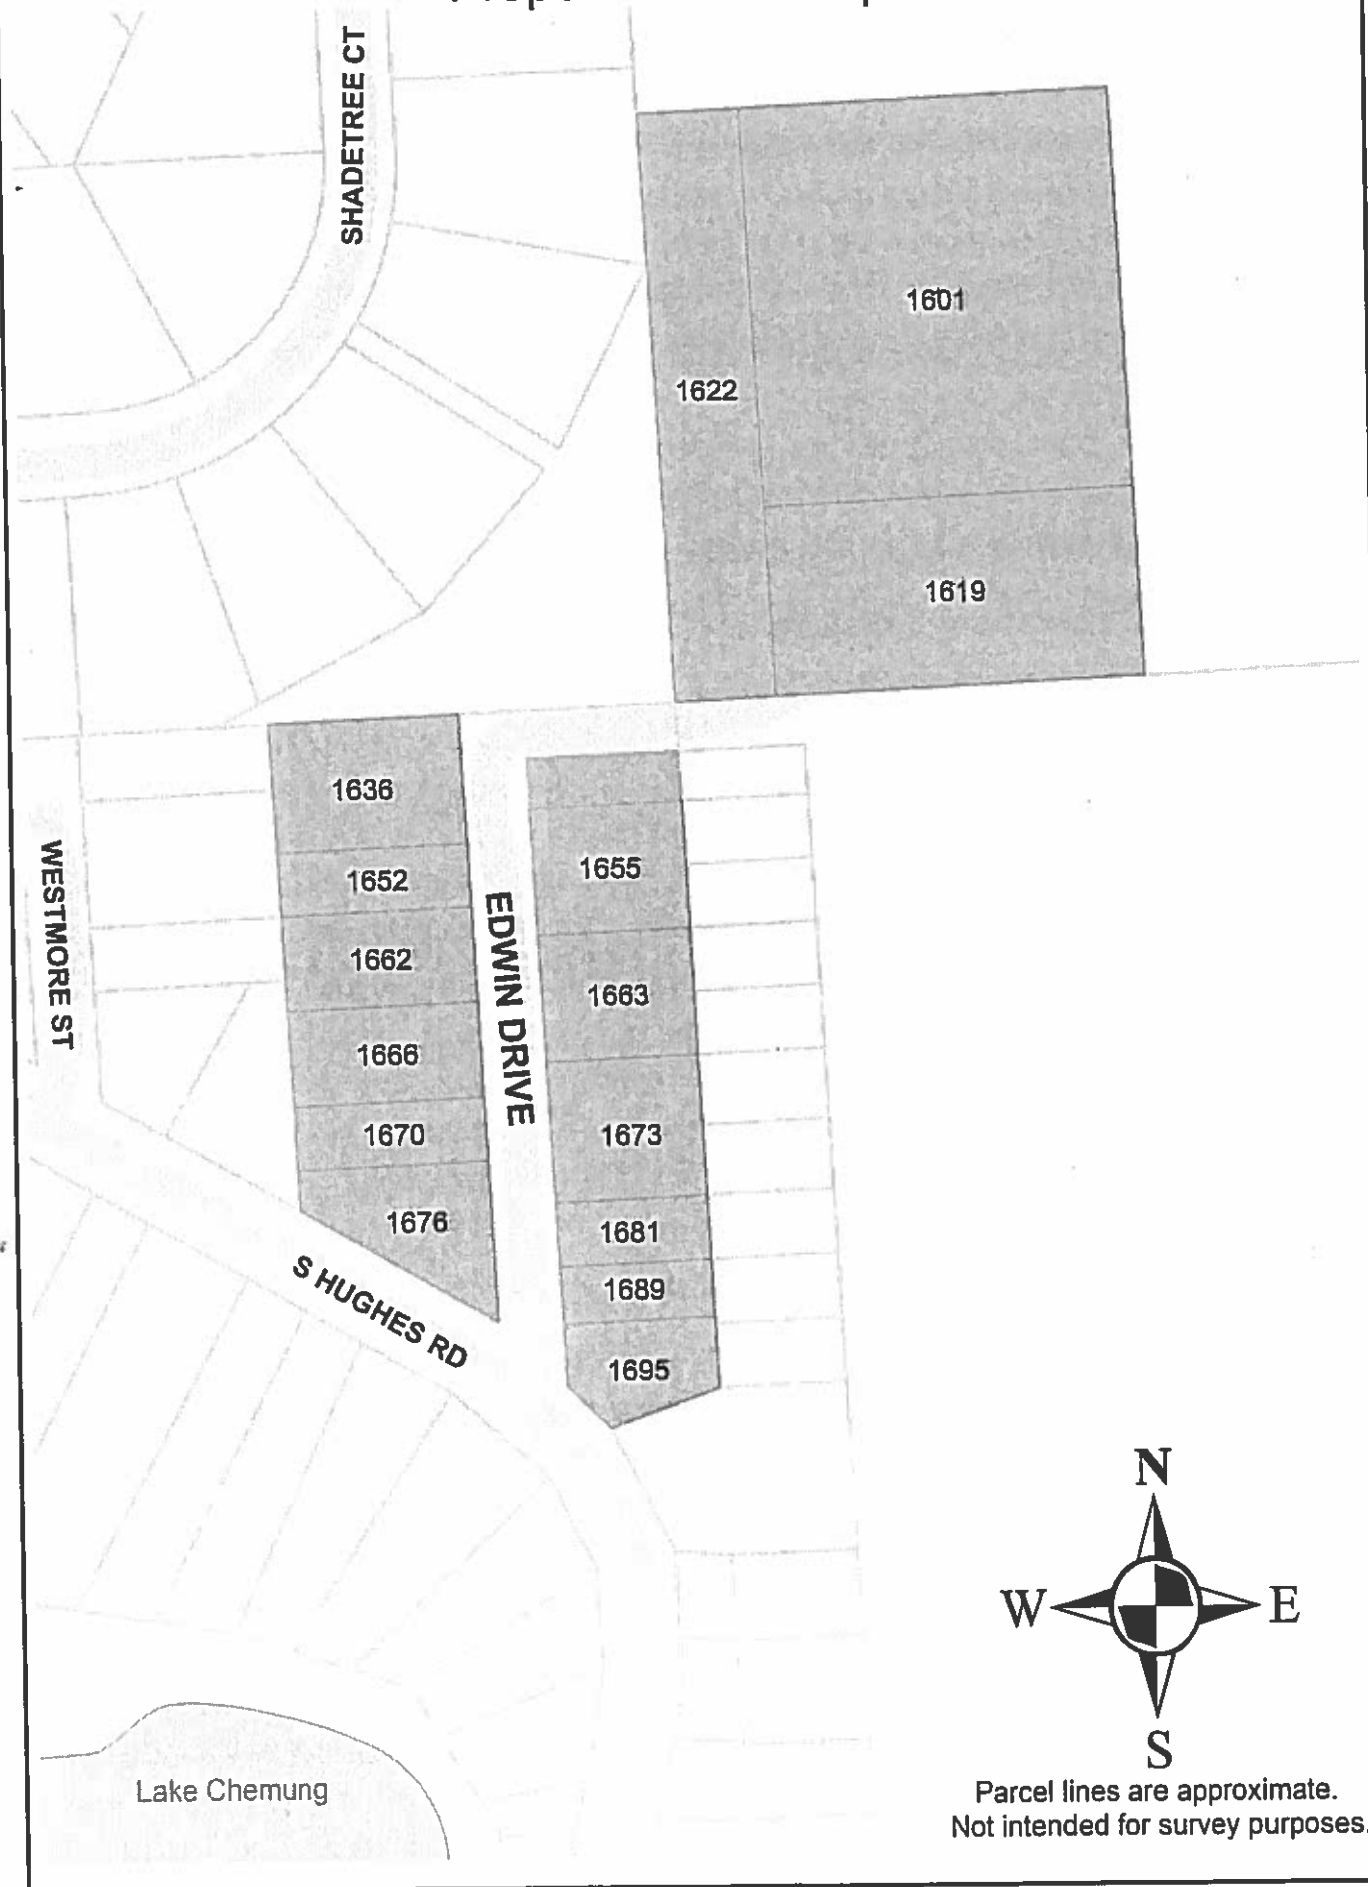 SHADETREE CT
1601
1622
1619
1636
1652
1662
1666
1670
1676
WESTMORE ST
EDWIN DRIVE
1655
1663
1673
1681
1689
1695
S HUGHES RD
N
W
E
S
Lake Chemung
Parcel lines are approximate.
Not intended for survey purposes.